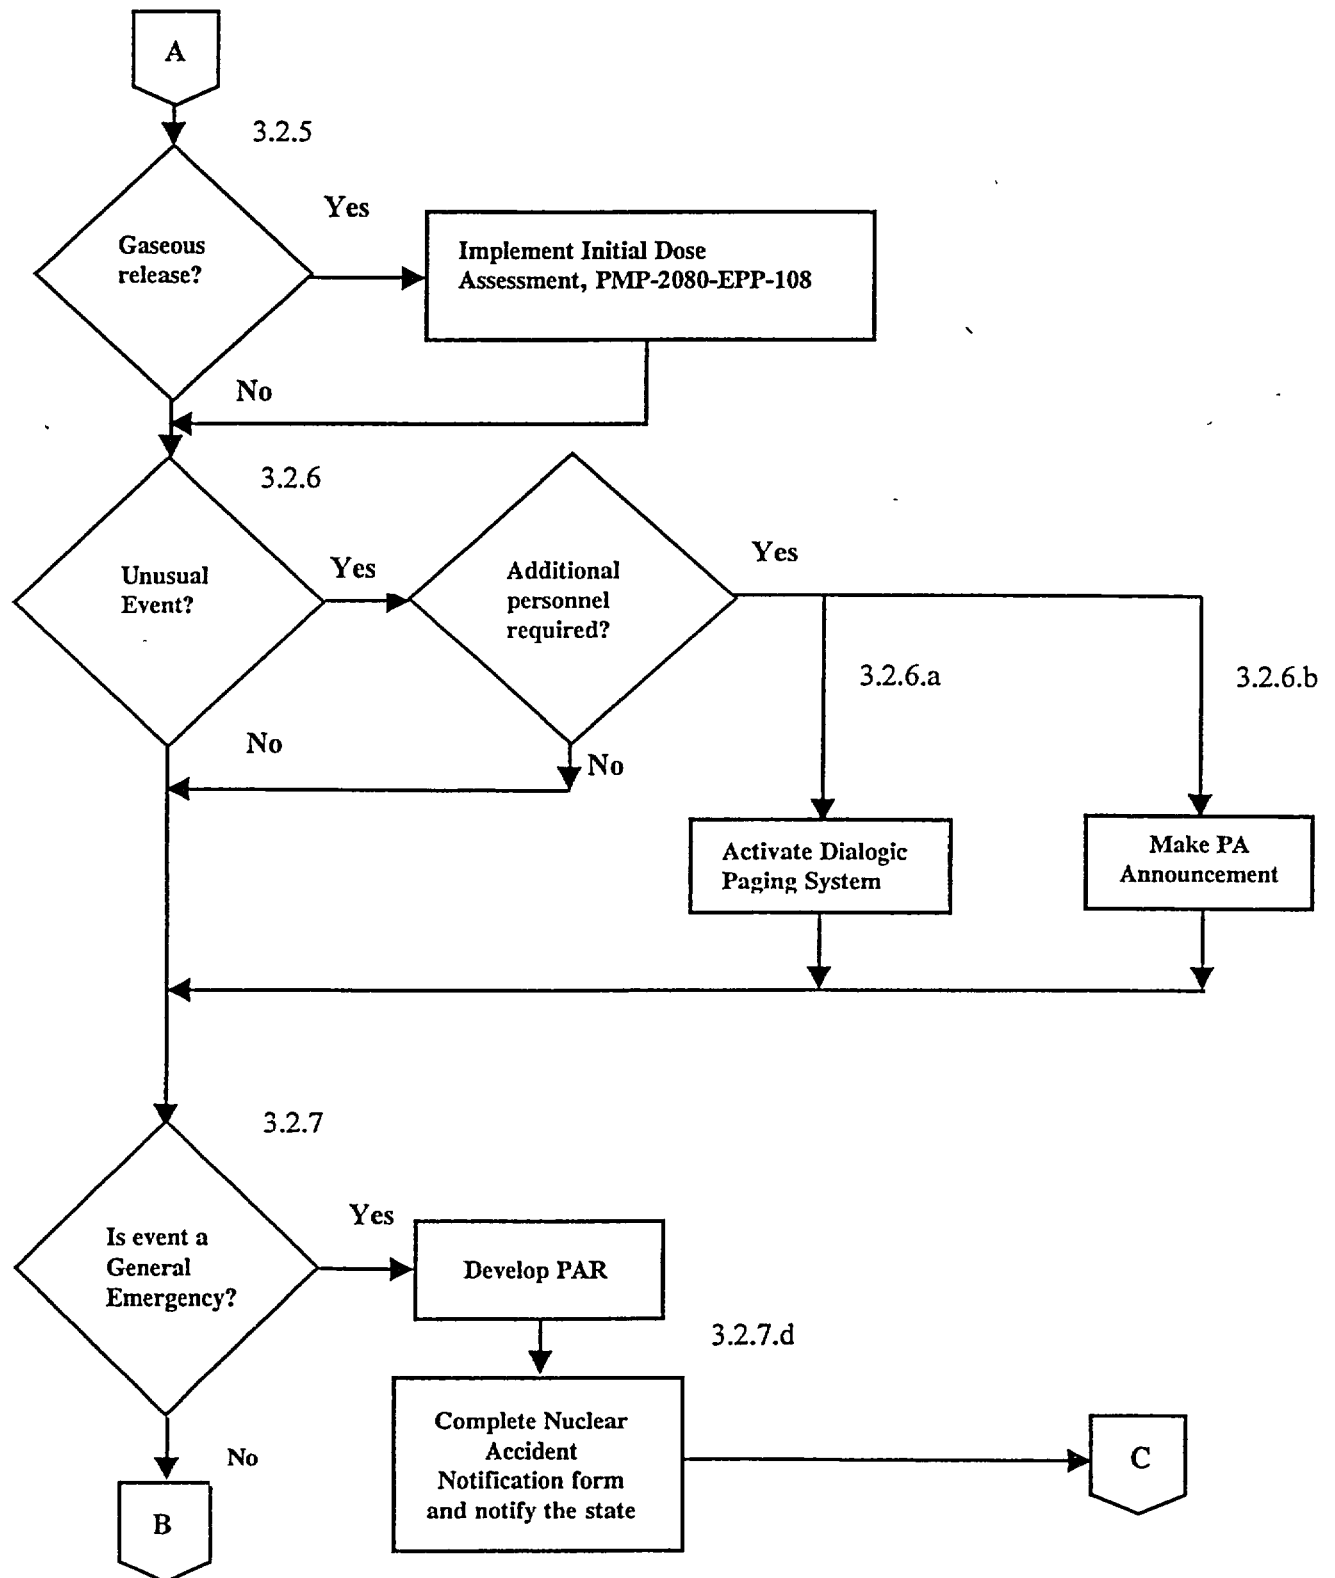 A
3.2.5
Yes
Gaseous
release?
Implement Initial Dose
Assessment, PMP-2080-EPP-108
No
3.2.6
Unusual
Event?
Yes
Additional
personnel
required?
Yes
3.2.6.a
3.2.6.b
No
No
Activate Dialogic
Paging System
Make PA
Announcement
3.2.7
Is event a
General
Emergency?
Yes
Develop PAR
3.2.7.d
Complete Nuclear
Accident
Notification form
and notify the state
C
No
B